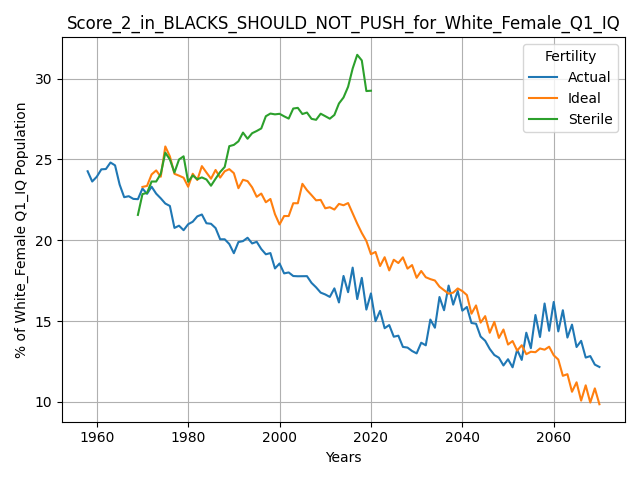 Score_2_in_BLACKS_SHOULD_NOT_PUSH_for_White_Female_Q1_IQ
Fertility
Actual
Ideal
Sterile
% of White_Female Q1_IQ Population
30
25
20
15
10
1960
1980
2000
2020
2040
2060
Years